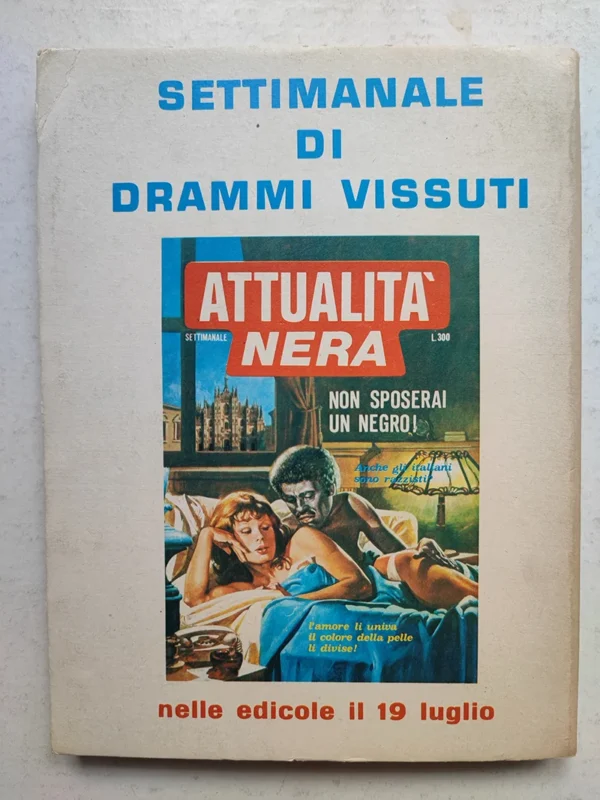 SETTIMANALE
DI
DRAMMI VISSUTI
ATTUALITÀ
SETTIMANALE
NERA
L.300
NON SPOSERAI
UN NEGRO!
Anche gli italiani
sono razzisti?
l'amore li univa
il colore della pelle
li divise!
nelle edicole il 19 luglio